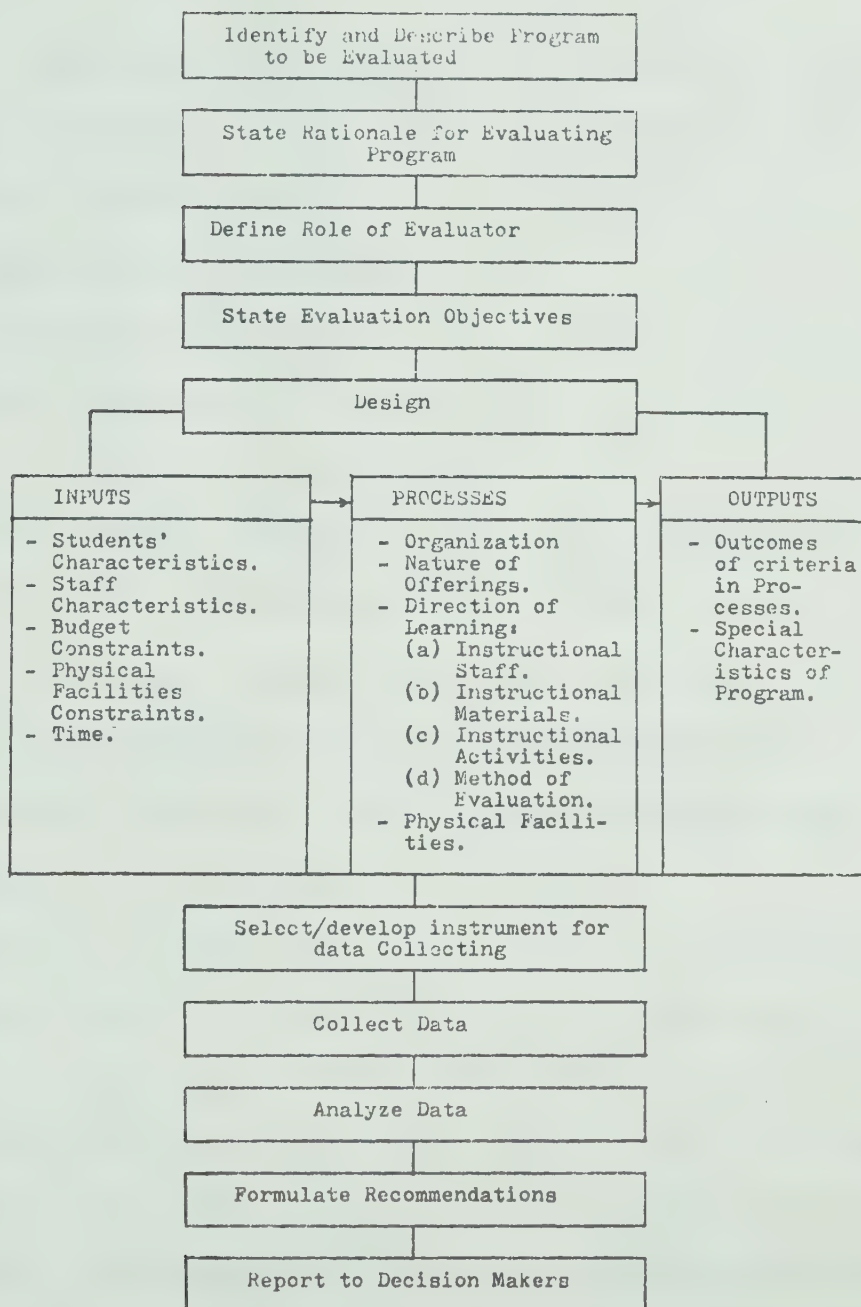 Identify and Describe Program
to be Evaluated
State Rationale for Evaluating
Program
Define Role of Evaluator
State Evaluation Objectives
Design
INPUTS
- Students'
Characteristics.
- Staff
Characteristics.
- Budget
Constraints.
- Physical
Facilities
Constraints.
- Time.
PROCESSES
- Organization
- Nature of
Offerings.
- Direction of
Learning:
(a) Instructional
Staff.
(b) Instructional
Materials.
(c) Instructional
Activities.
(d) Method of
Evaluation.
- Physical Facili-
ties.
OUTPUTS
- Outcomes
of criteria
in Pro-
cesses.
- Special
Character-
istics of
Program.
Select/develop instrument for
data Collecting
Collect Data
Analyze Data
Formulate Recommendations
Report to Decision Makers